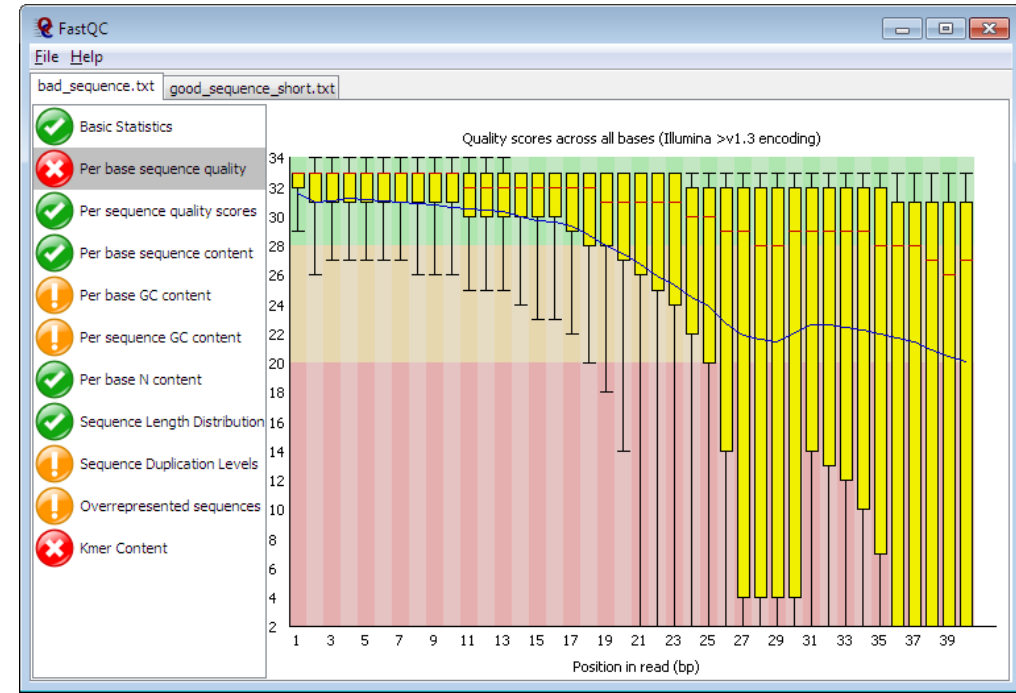 FastQC
File Help
bad_sequence.txt good_sequence_short.txt
Basic Statistics
Per base sequence quality
Per sequence quality scores
Per base sequence content
Per base GC content
Per sequence GC content
Per base N content
Sequence Length Distribution
Sequence Duplication Levels
Overrepresented sequences
Kmer Content
Quality scores across all bases (Illumina >v1.3 encoding)
34
32
30
28
26
24
22
20
18
16
14
12
10
8
6
4
2
1 3 5 7 9 11 13 15 17 19 21 23 25 27 29 31 33 35 37 39
Position in read (bp)